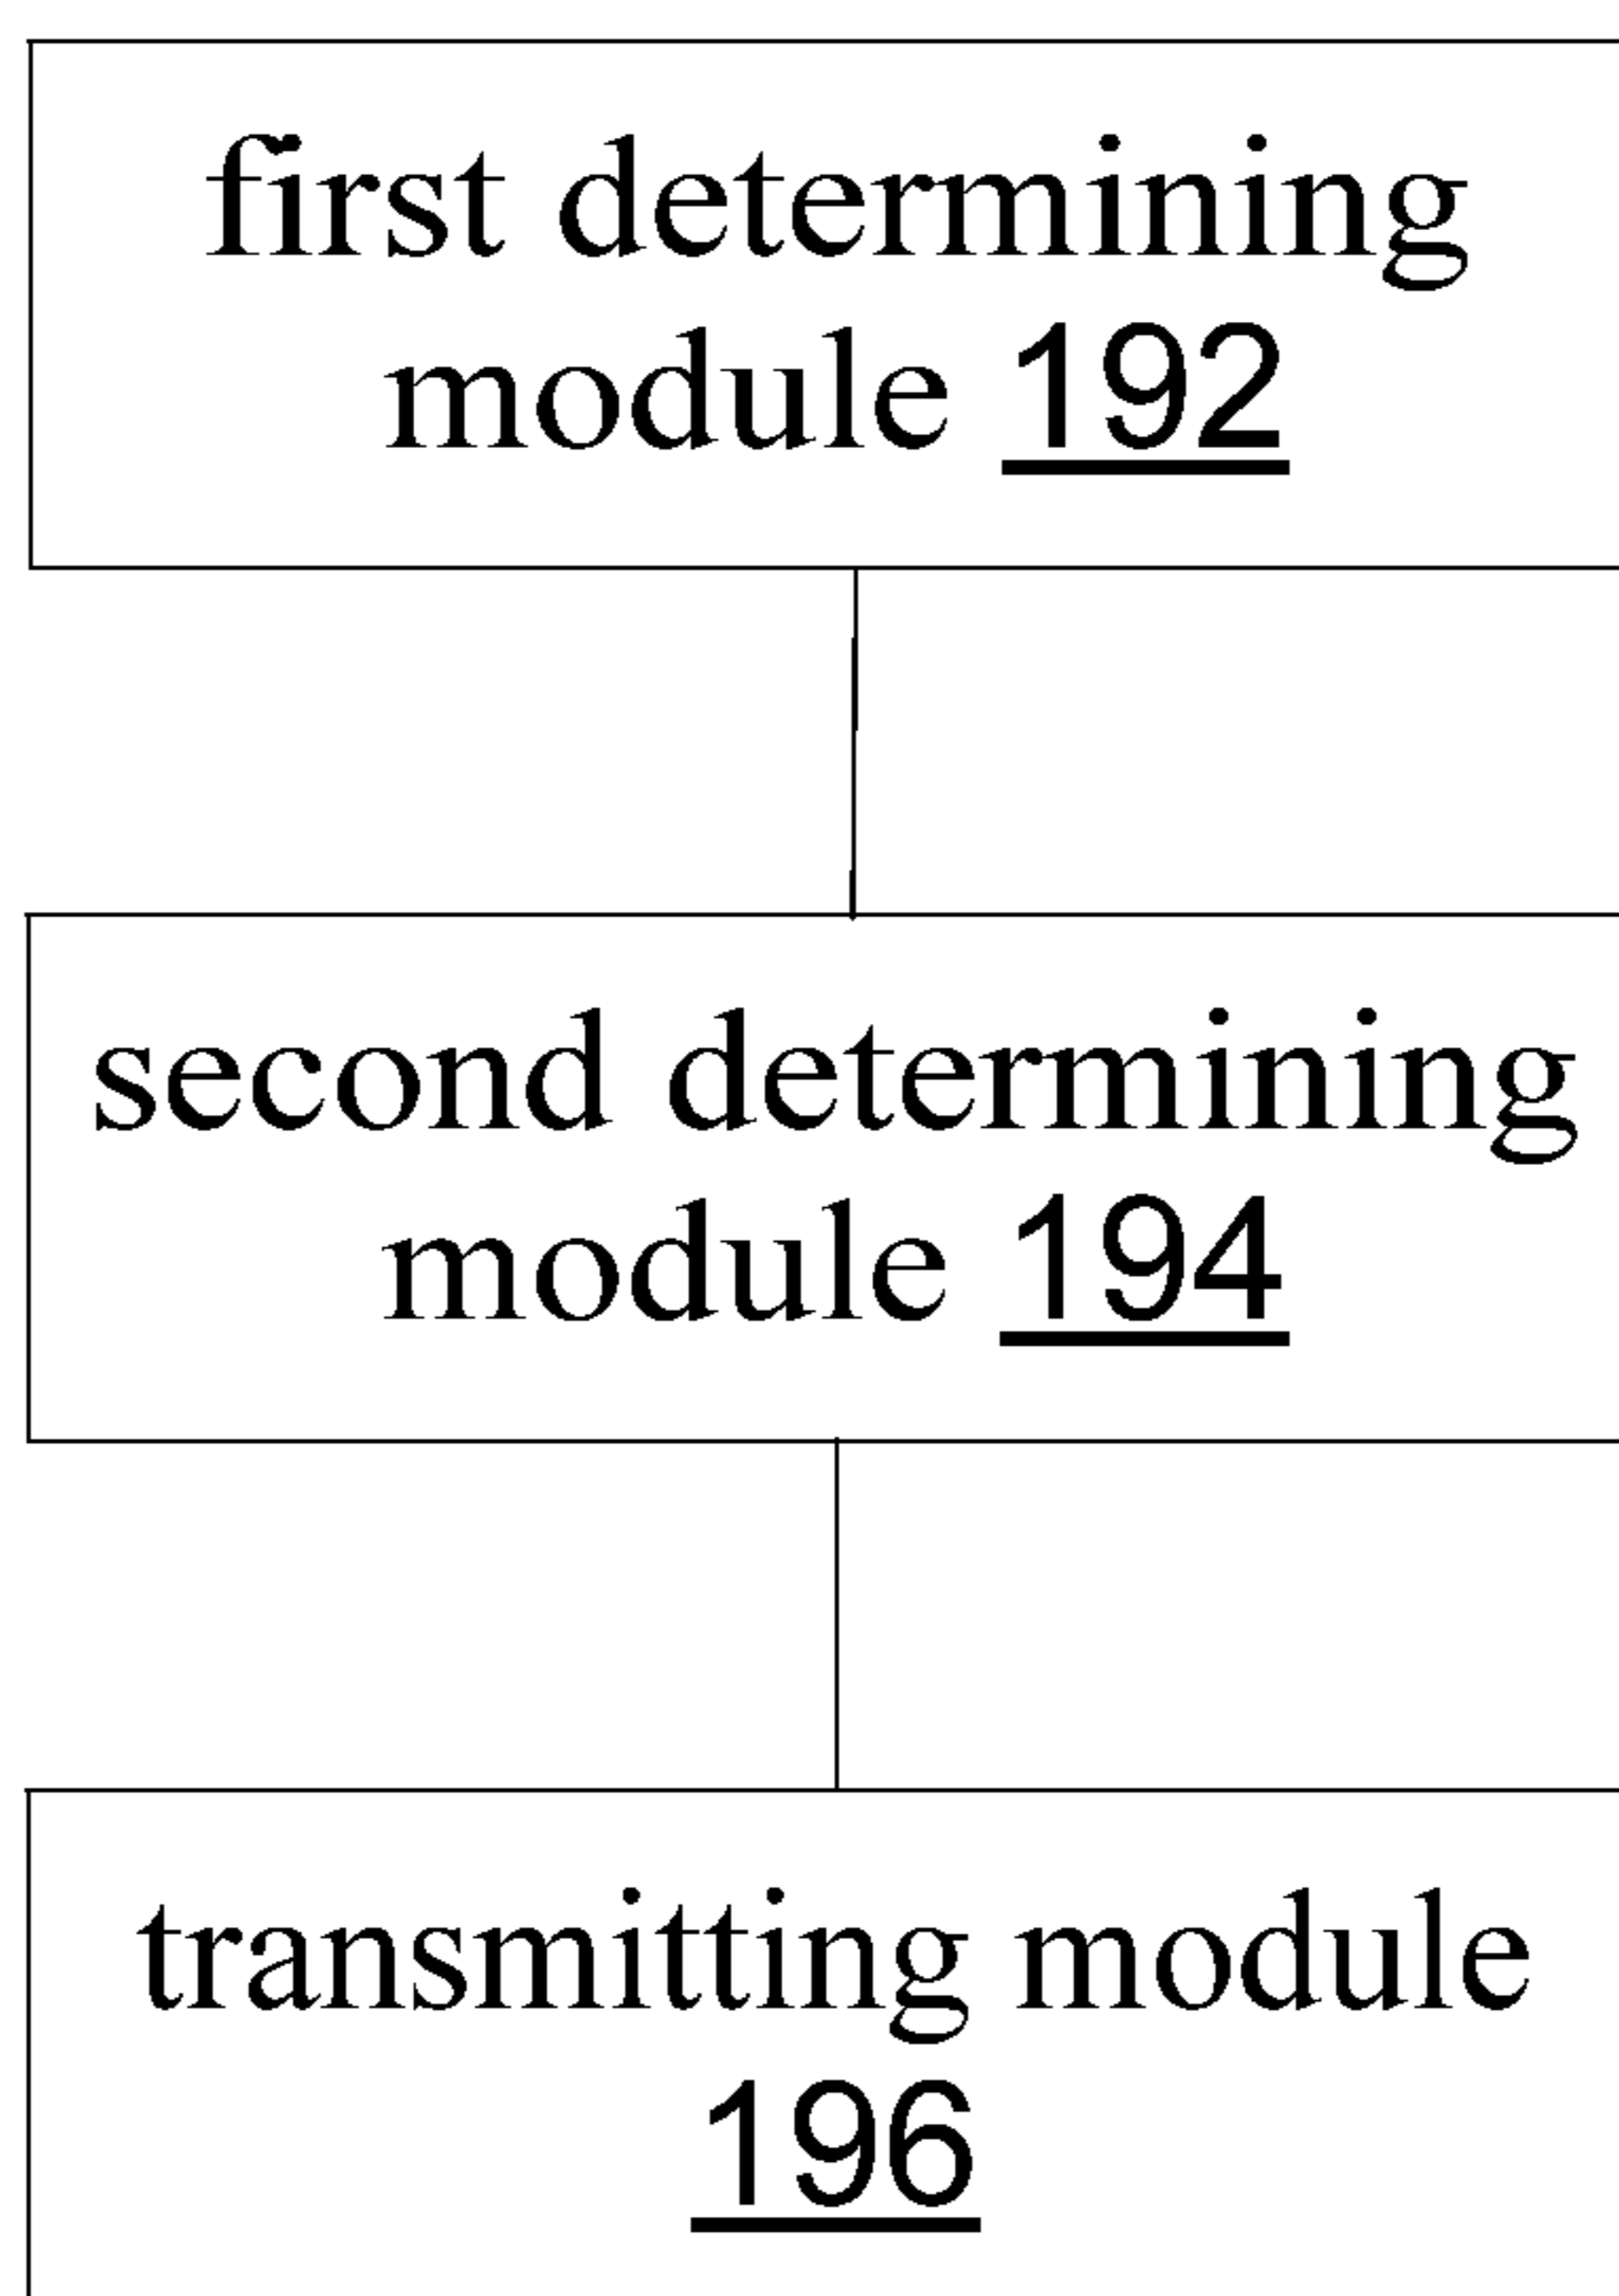 first determining
module 192
second determining
module 194
transmitting module
196